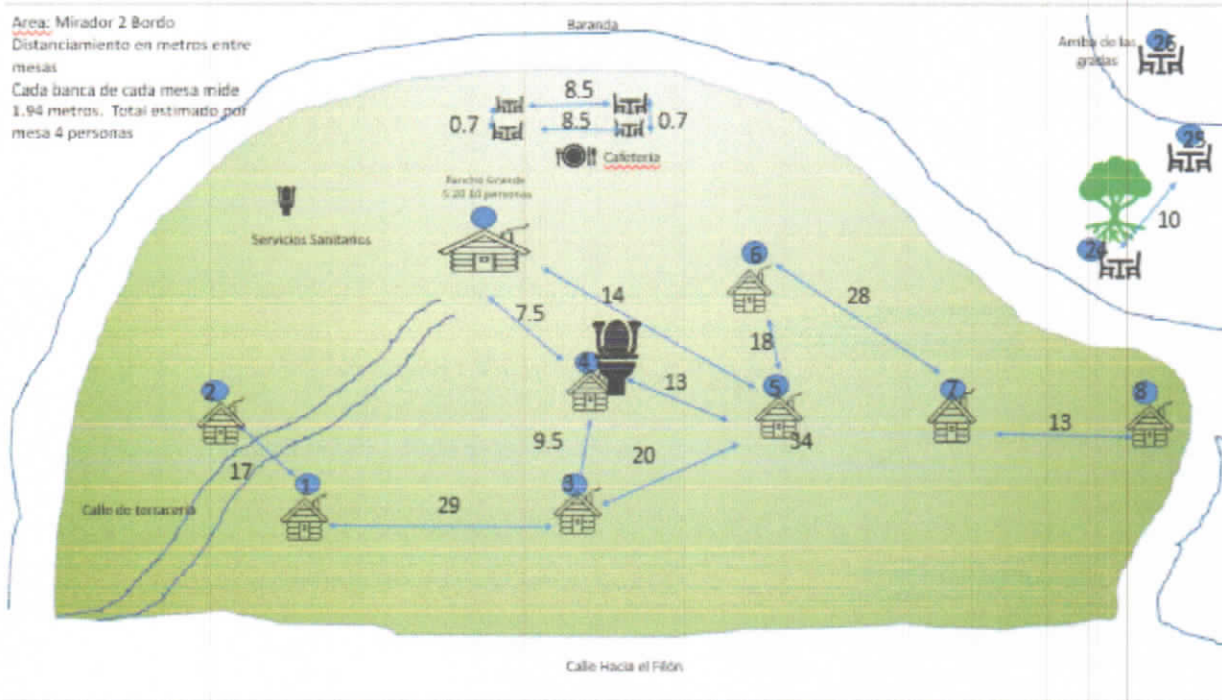 Area: Mirador 2 Bordo
Distanciamiento en metros entre
mesas
Cada banca de cada mesa mide
1.94 metros. Total estimado por
mesa 4 personas
Baranda
Arriba de las
gradas
26
8.5
0.7
8.5
0.7
Cafetería
25
Rancho Grande
personas
Servicios Sanitarios
10
24
6
14
28
7.5
18
4
13
5
7
8
2
34
13
9.5
20
17
1
3
29
Calle de terracería
Calle Hacia el Filón